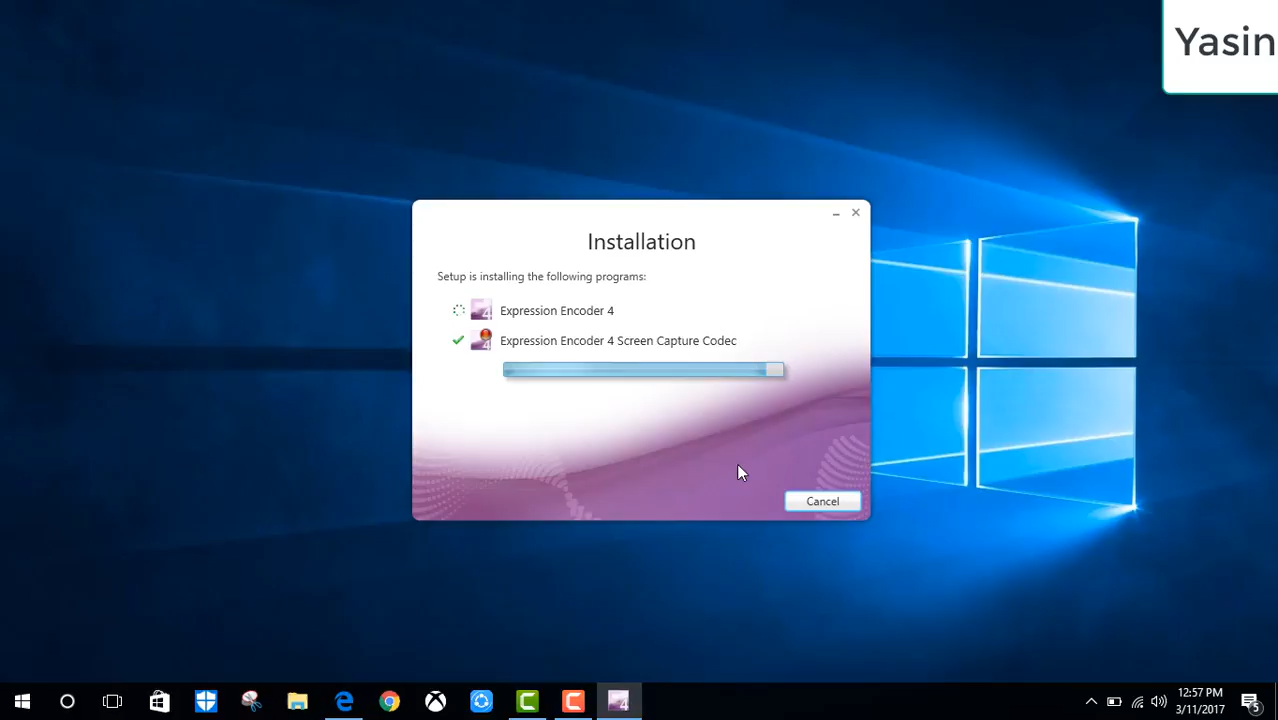 Yasin
Installation
Setup is installing the following programs:
Expression Encoder 4
Expression Encoder 4 Screen Capture Codec
Cancel
12:57 PM
3/11/2017
5